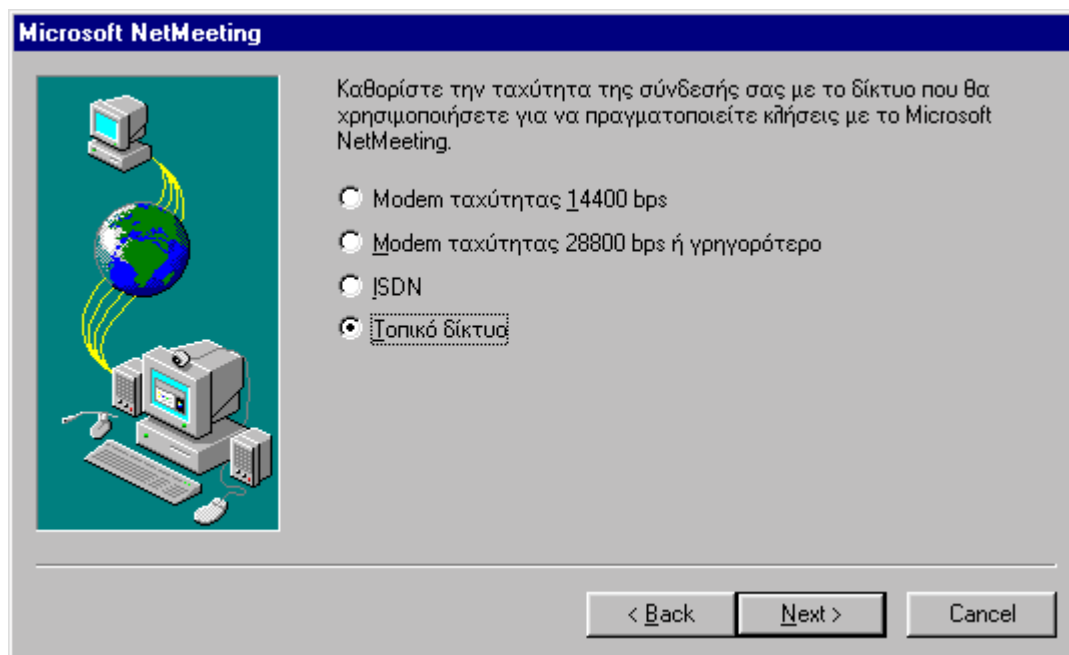 Microsoft NetMeeting
Καθορίστε την ταχύτητα της σύνδεσής σας με το δίκτυο που θα
χρησιμοποιήσετε για να πραγματοποιείτε κλήσεις με το Microsoft
NetMeeting.
Modem ταχύτητας 14400 bps
Modem ταχύτητας 28800 bps ή γρηγορότερο
ISDN
Τοπικό δίκτυο
< Back
Next >
Cancel